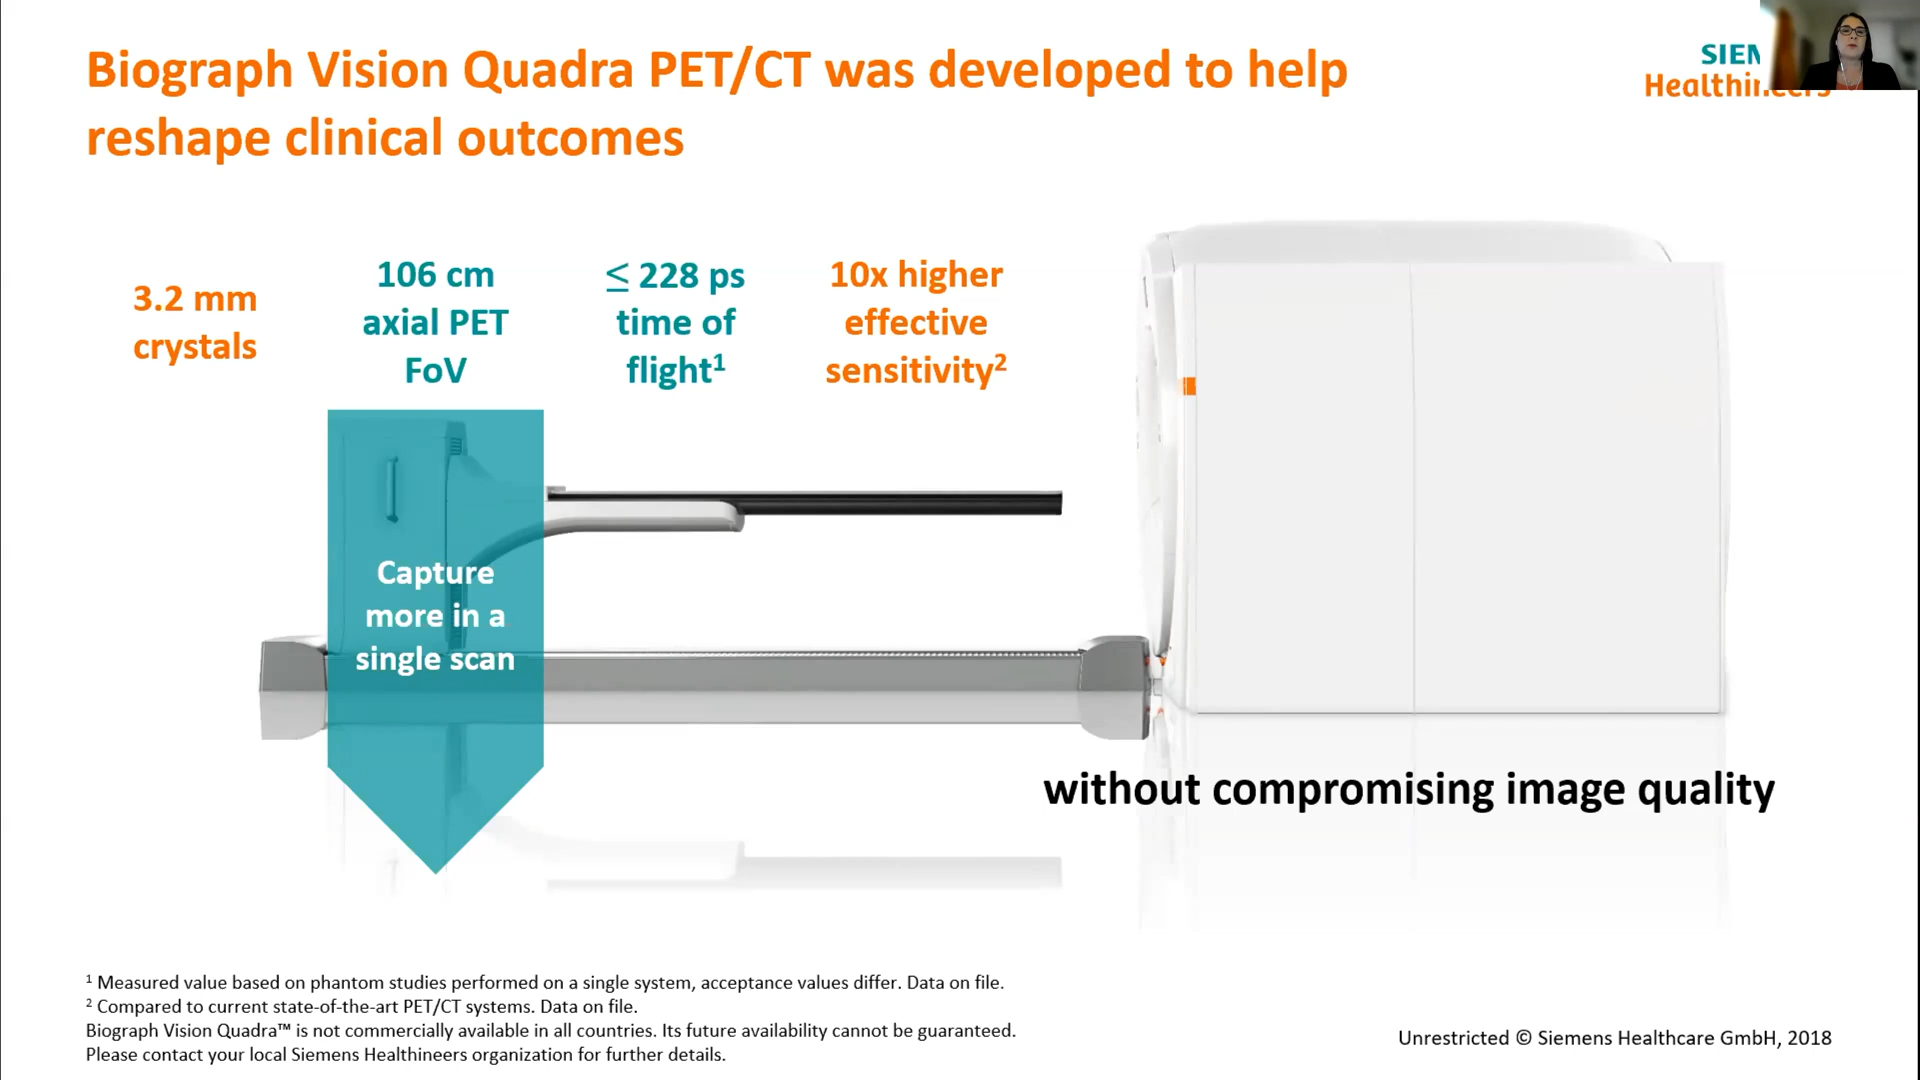 Biograph Vision Quadra PET/CT was developed to help
reshape clinical outcomes
SIEM
Healthineers
3.2 mm
crystals
106 cm
axial PET
FoV
≤ 228 ps
time of
flight¹
10x higher
effective
sensitivity²
Capture
more in a
single scan
without compromising image quality
¹ Measured value based on phantom studies performed on a single system, acceptance values differ. Data on file.
² Compared to current state-of-the-art PET/CT systems. Data on file.
Biograph Vision Quadra™ is not commercially available in all countries. Its future availability cannot be guaranteed.
Please contact your local Siemens Healthineers organization for further details.
Unrestricted © Siemens Healthcare GmbH, 2018